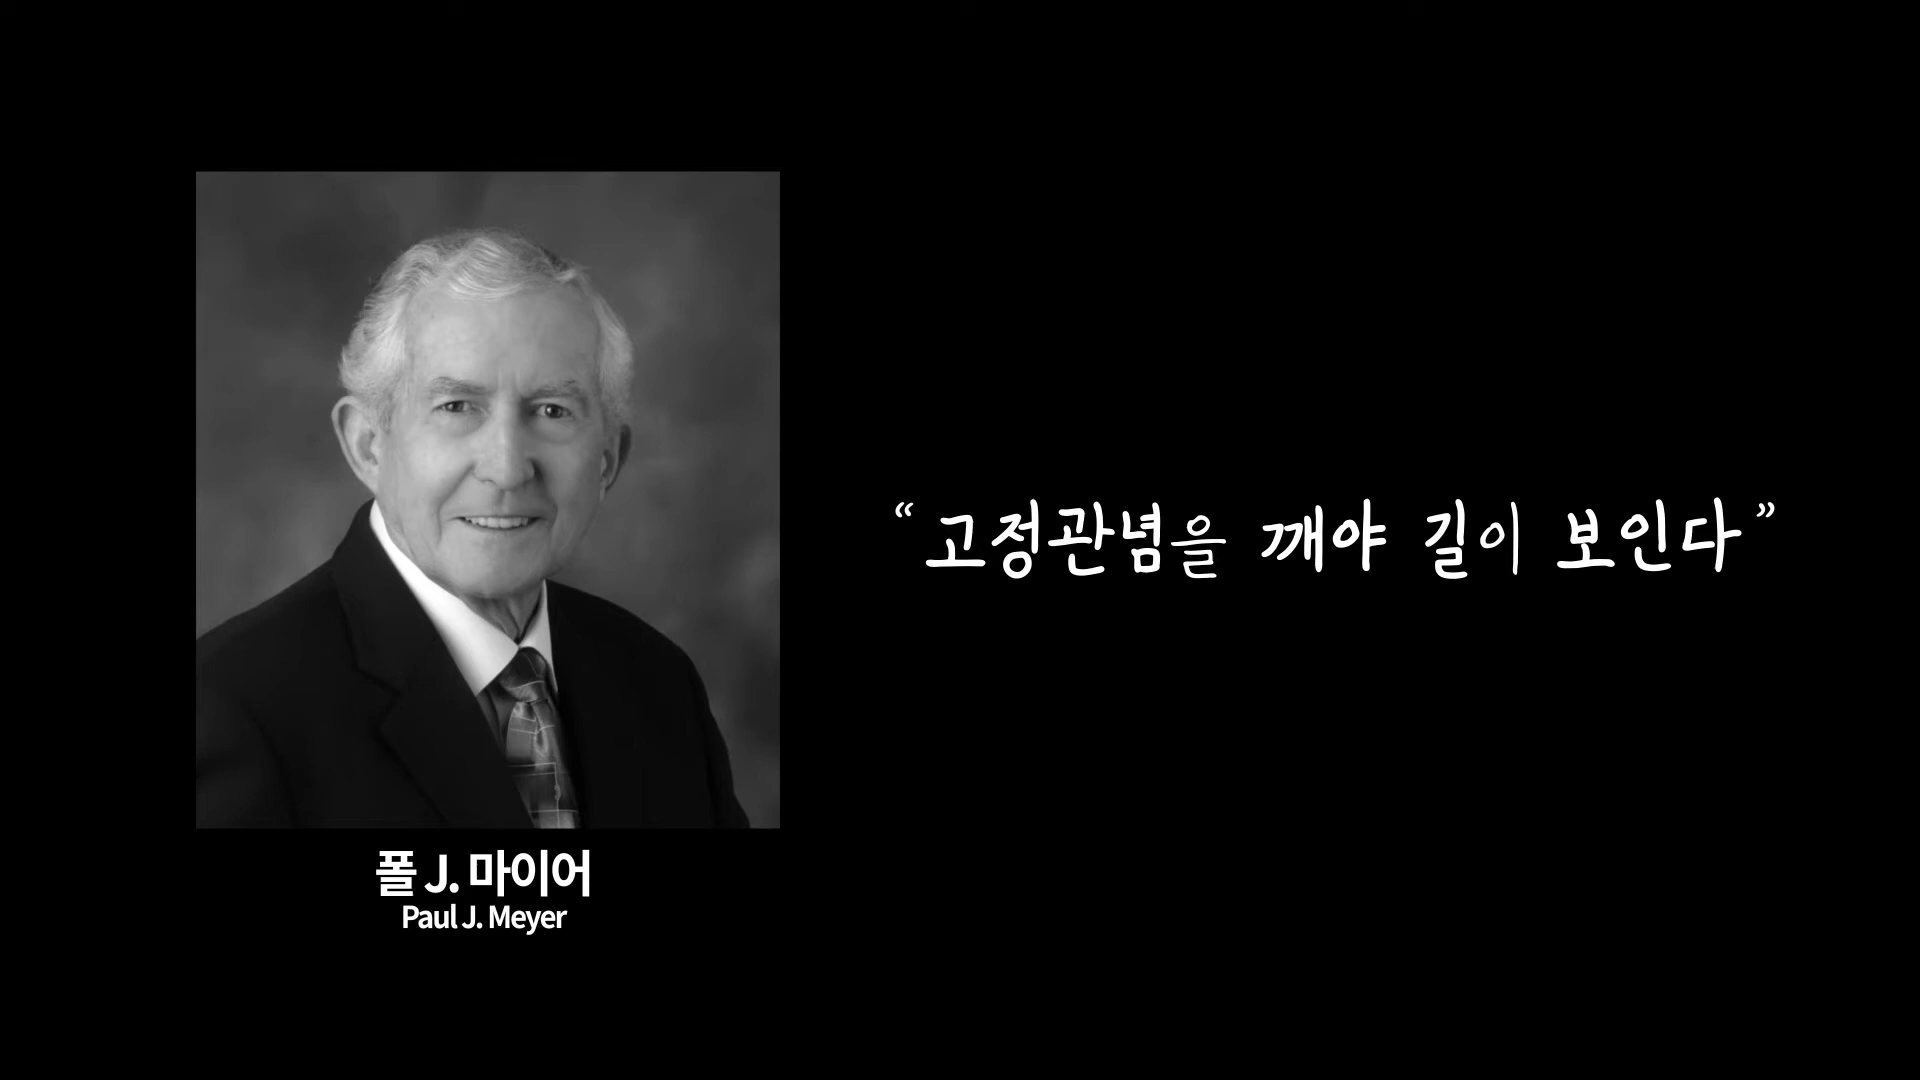 “ 고정관념을 깨야 길이 보인다 ”
폴 J. 마이어
Paul J. Meyer